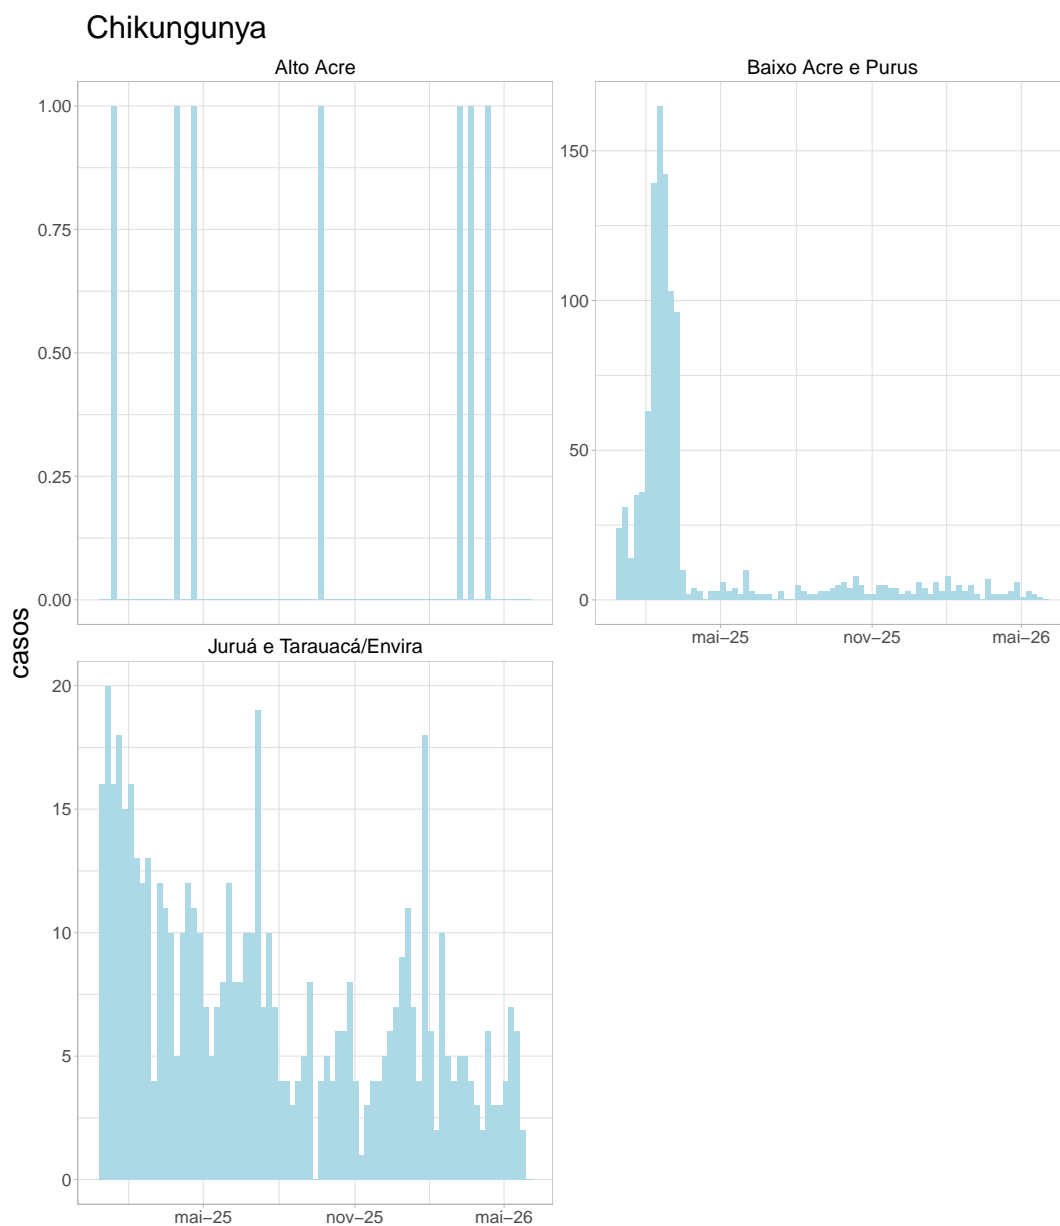 Chikungunya
Alto Acre
1.00
0.75
0.50
0.25
0.00
Baixo Acre e Purus
150
100
50
0
mai–25 nov–25 mai–26
casos
Juruá e Tarauacá/Envira
20
15
10
5
0
mai–25 nov–25 mai–26